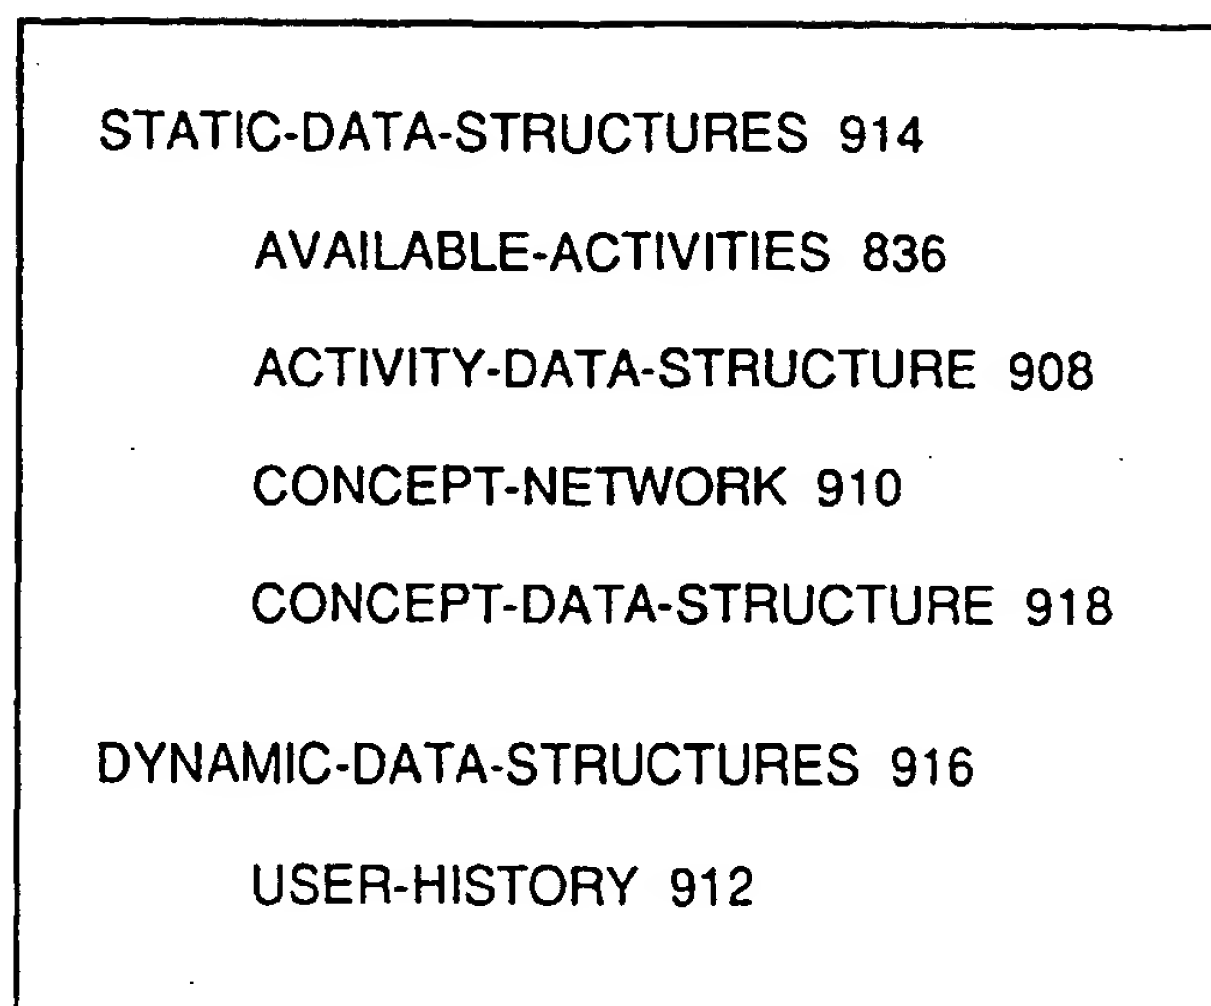 STATIC-DATA-STRUCTURES 914
AVAILABLE-ACTIVITIES 836
ACTIVITY-DATA-STRUCTURE 908
CONCEPT-NETWORK 910
CONCEPT-DATA-STRUCTURE 918
DYNAMIC-DATA-STRUCTURES 916
USER-HISTORY 912